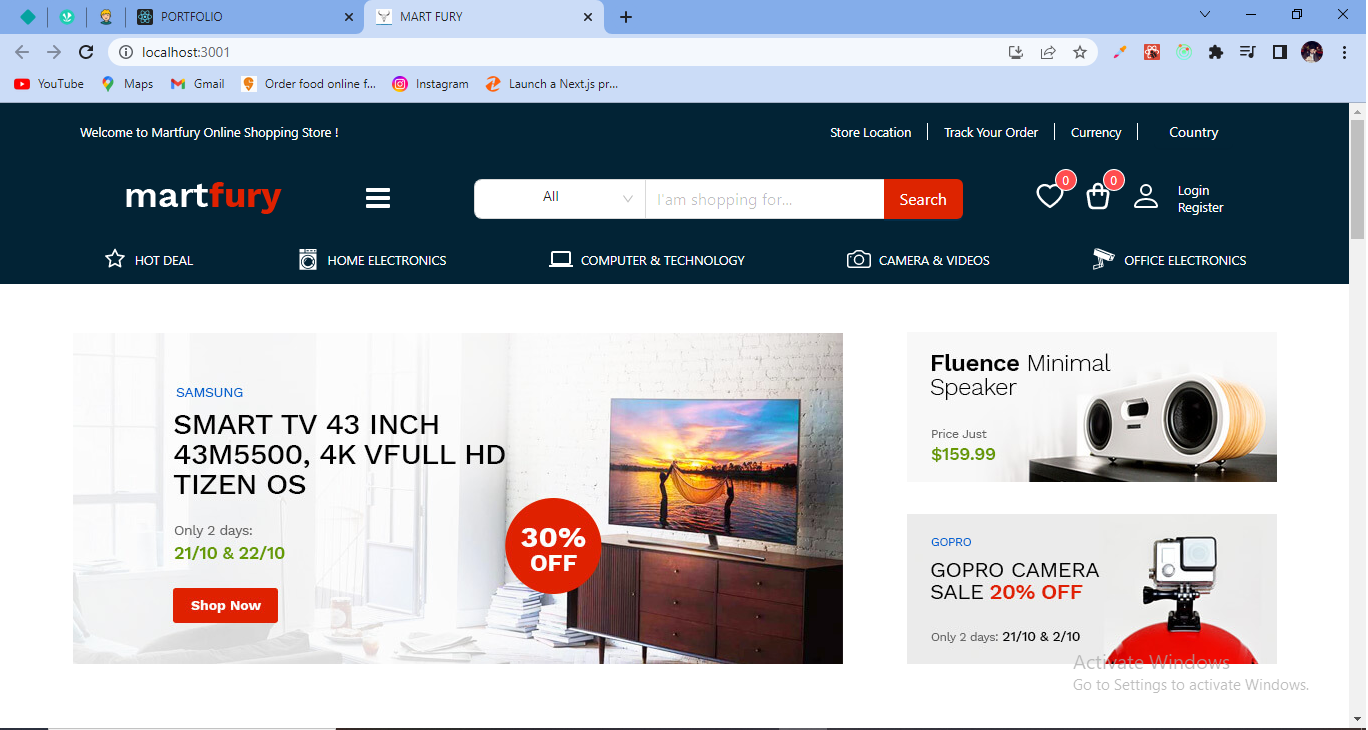 PORTFOLIO
MART FURY
localhost:3001
YouTube
Maps
Gmail
Order food online f...
Instagram
Launch a Next.js pr...
Welcome to Martfury Online Shopping Store !
Store Location
Track Your Order
Currency
Country
martfury
All
I'am shopping for...
Search
0
0
Login
Register
HOT DEAL
HOME ELECTRONICS
COMPUTER & TECHNOLOGY
CAMERA & VIDEOS
OFFICE ELECTRONICS
SAMSUNG
SMART TV 43 INCH
43M5500, 4K VFULL HD
TIZEN OS
Only 2 days:
21/10 & 22/10
30%
OFF
Shop Now
Fluence Minimal
Speaker
Price Just
$159.99
GOPRO
GOPRO CAMERA
SALE 20% OFF
Only 2 days: 21/10 & 2/10
Activate Windows
Go to Settings to activate Windows.